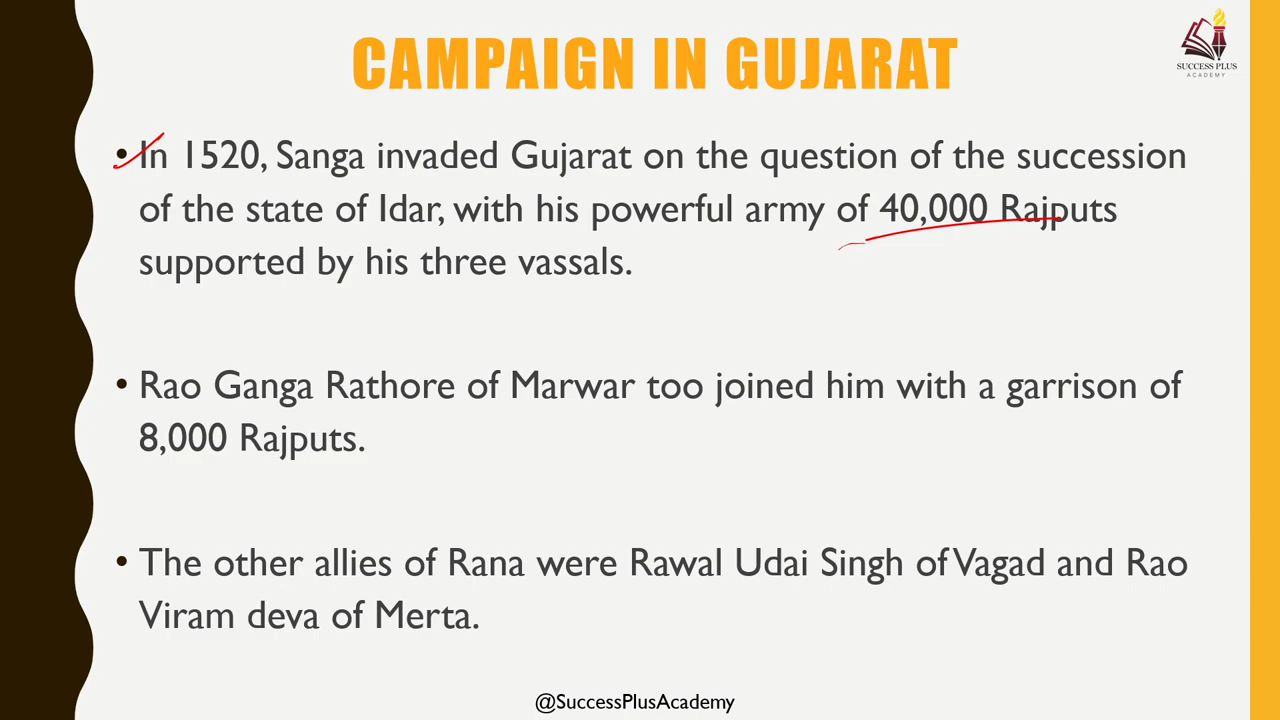 CAMPAIGN IN GUJARAT
SUCCESS PLUS
ACADEMY
• In 1520, Sanga invaded Gujarat on the question of the succession
of the state of Idar, with his powerful army of 40,000 Rajputs
supported by his three vassals.
• Rao Ganga Rathore of Marwar too joined him with a garrison of
8,000 Rajputs.
• The other allies of Rana were Rawal Udai Singh of Vagad and Rao
Viram deva of Merta.
@SuccessPlusAcademy